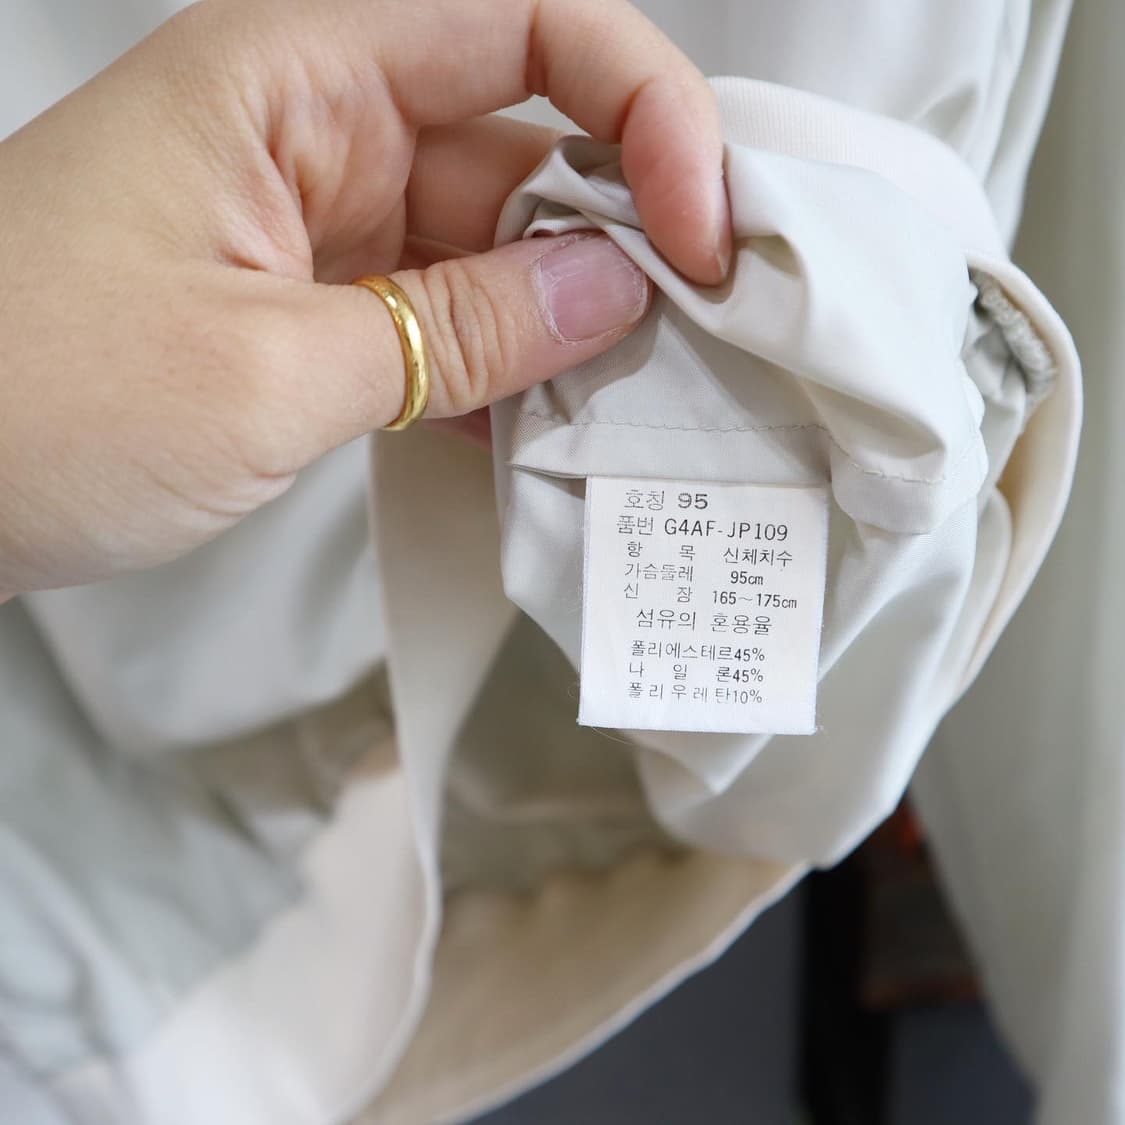 호칭 95
품번 G4AF-JP109
항 목 신체치수
가슴둘레 95cm
신 장 165~175cm
섬유의 혼용율
폴리에스테르45%
나 일 론45%
폴리우레탄10%